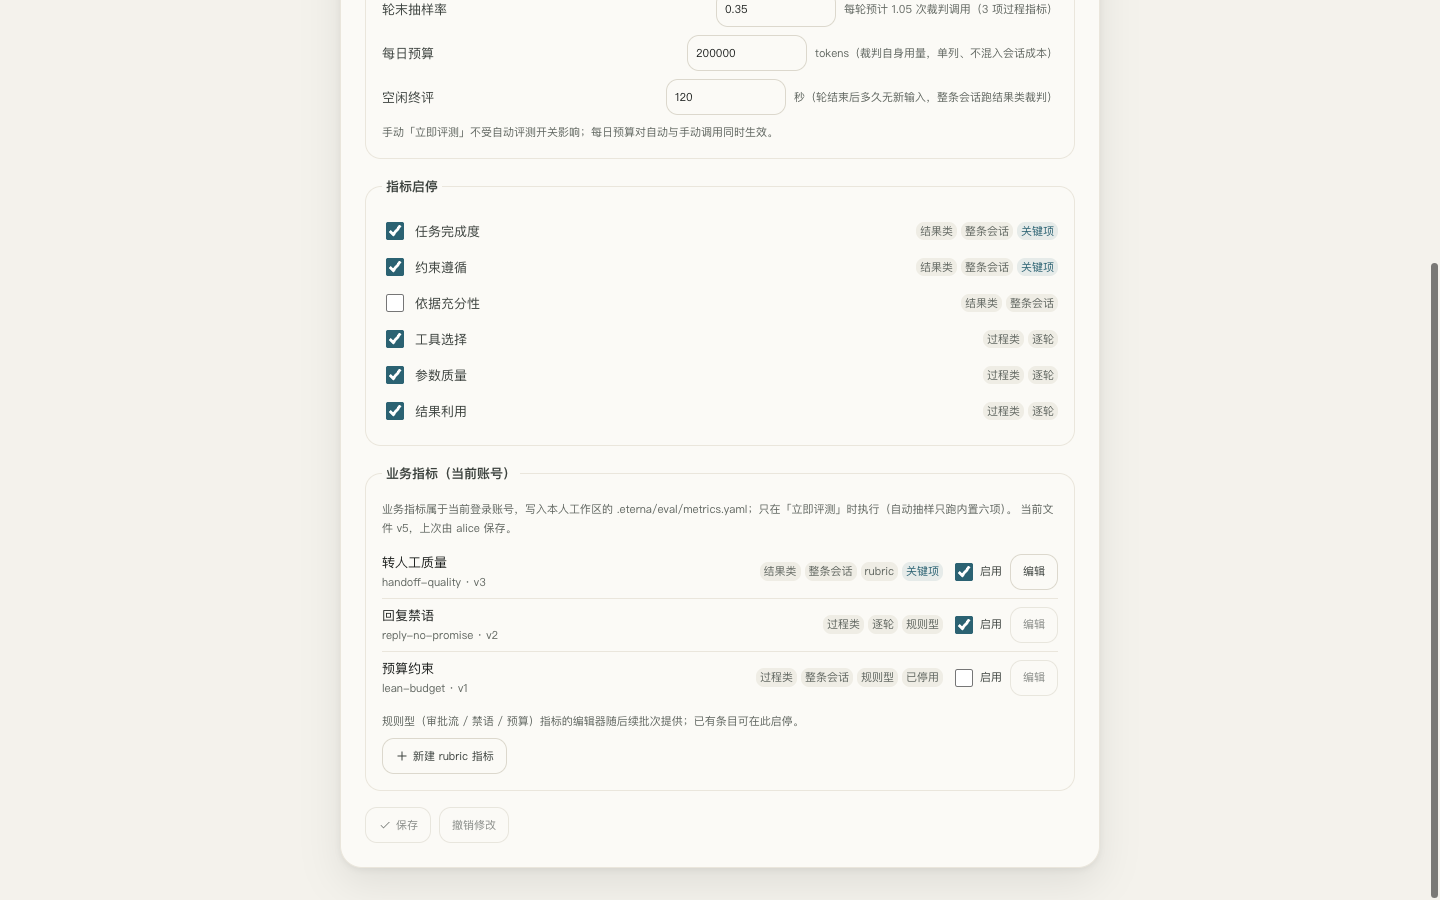 轮末抽样率 0.35 每轮预计 1.05 次裁判调用（3 项过程指标）
每日预算 200000 tokens（裁判自身用量，单列、不混入会话成本）
空闲终评 120 秒（轮结束后多久无新输入，整条会话跑结果类裁判）
手动「立即评测」不受自动评测开关影响；每日预算对自动与手动调用同时生效。
指标启停
任务完成度 结果类 整条会话 关键项
约束遵循 结果类 整条会话 关键项
依据充分性 结果类 整条会话
工具选择 过程类 逐轮
参数质量 过程类 逐轮
结果利用 过程类 逐轮
业务指标（当前账号）
业务指标属于当前登录账号，写入本人工作区的 .eterna/eval/metrics.yaml；只在「立即评测」时执行（自动抽样只跑内置六项）。 当前文
件 v5，上次由 alice 保存。
转人工质量 结果类 整条会话 rubric 关键项 启用 编辑
handoff-quality · v3
回复禁语 过程类 逐轮 规则型 启用 编辑
reply-no-promise · v2
预算约束 过程类 整条会话 规则型 已停用 启用 编辑
lean-budget · v1
规则型（审批流 / 禁语 / 预算）指标的编辑器随后续批次提供；已有条目可在此启停。
新建 rubric 指标
保存 撤销修改